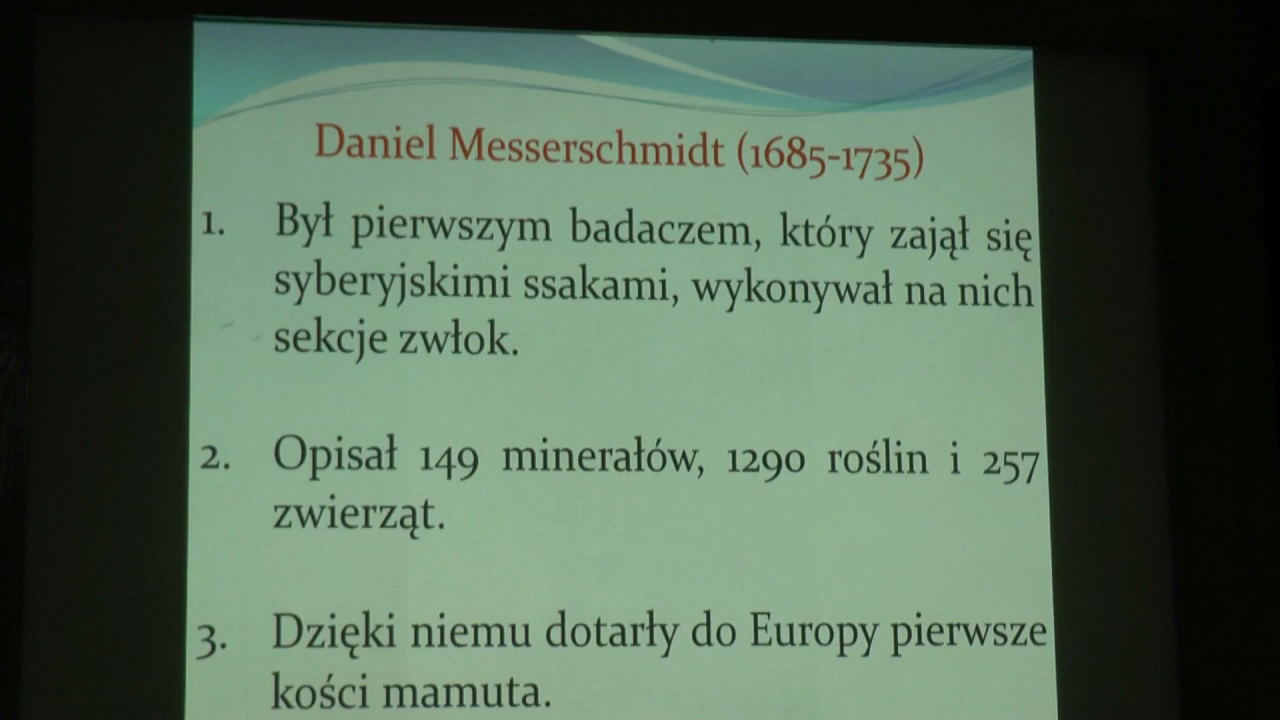 Daniel Messerschmidt (1685-1735)
1. Był pierwszym badaczem, który zajął się
syberyjskimi ssakami, wykonywał na nich
sekcje zwłok.
2. Opisał 149 minerałów, 1290 roślin i 257
zwierząt.
3. Dzięki niemu dotarły do Europy pierwsze
kości mamuta.